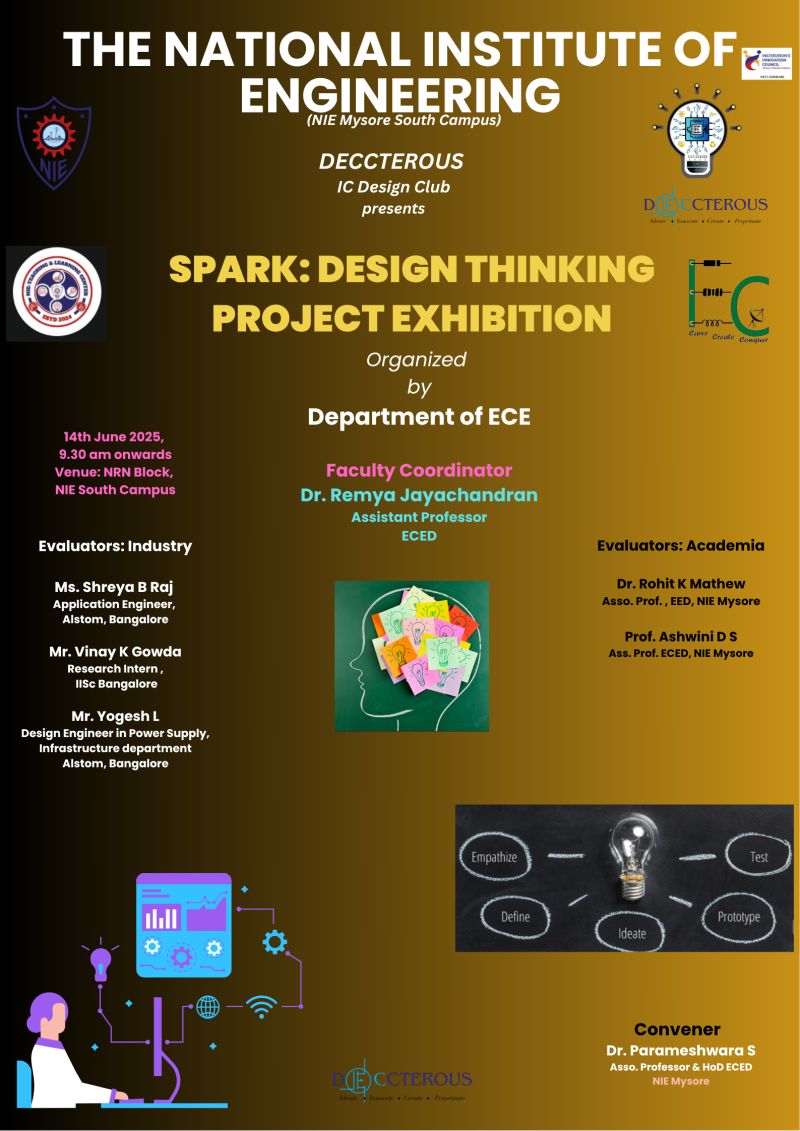 THE NATIONAL INSTITUTE OF
ENGINEERING
(NIE Mysore South Campus)
INSTITUTION'S
INNOVATION
COUNCIL
NIE
DECCTEROUS
IC Design Club
presents
DECCTEROUS
Ideate • Innovate • Create • Perpetuate
NIE-TEACHING & LEARNING CENTER
ESTD 2024
SPARK: DESIGN THINKING
PROJECT EXHIBITION
EC
Carve Create Conquer
Organized
by
Department of ECE
14th June 2025,
9.30 am onwards
Venue: NRN Block,
NIE South Campus
Faculty Coordinator
Dr. Remya Jayachandran
Assistant Professor
ECED
Evaluators: Industry
Ms. Shreya B Raj
Application Engineer,
Alstom, Bangalore
Mr. Vinay K Gowda
Research Intern ,
IISc Bangalore
Mr. Yogesh L
Design Engineer in Power Supply,
Infrastructure department
Alstom, Bangalore
Evaluators: Academia
Dr. Rohit K Mathew
Asso. Prof. , EED, NIE Mysore
Prof. Ashwini D S
Ass. Prof. ECED, NIE Mysore
Empathize
Define
Ideate
Prototype
Test
Convener
Dr. Parameshwara S
Asso. Professor & HoD ECED
NIE Mysore
DECCTEROUS
Ideate • Innovate • Create • Perpetuate